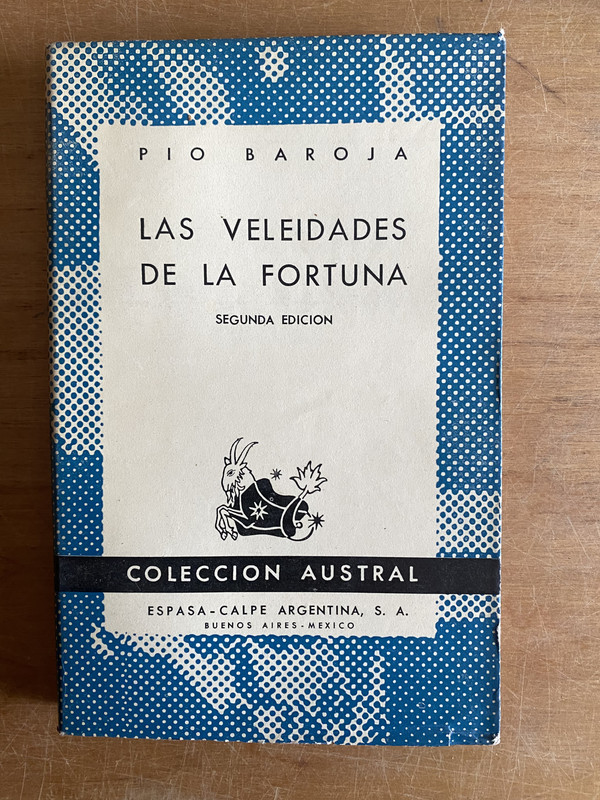 PIO BAROJA
LAS VELEIDADES
DE LA FORTUNA
SEGUNDA EDICION
COLECCION AUSTRAL
ESPASA-CALPE ARGENTINA, S. A.
BUENOS AIRES-MEXICO